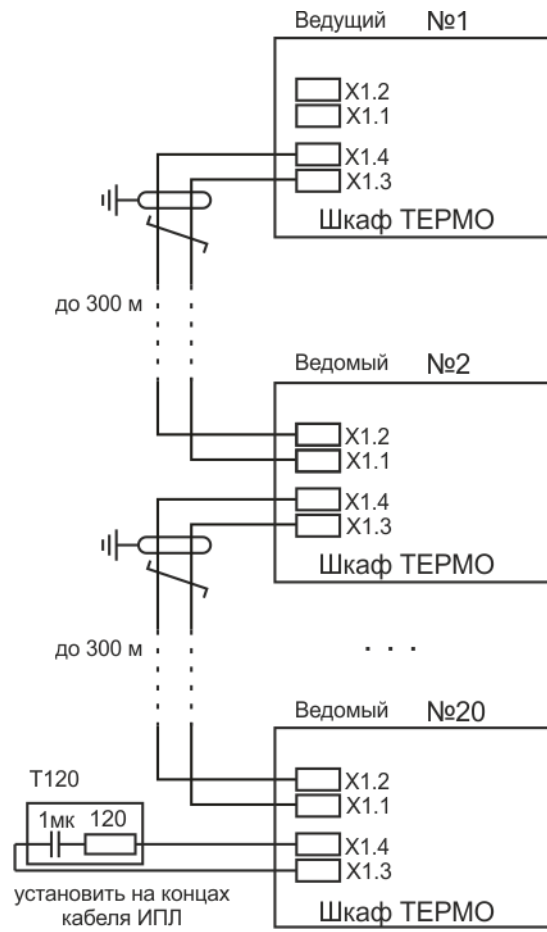 Ведущий №1
X1.2
X1.1
X1.4
X1.3
Шкаф ТЕРМО
до 300 м
Ведомый №2
X1.2
X1.1
X1.4
X1.3
Шкаф ТЕРМО
до 300 м
. . .
Ведомый №20
X1.2
X1.1
T120
1мк 120
X1.4
X1.3
установить на концах
кабеля ИПЛ
Шкаф ТЕРМО